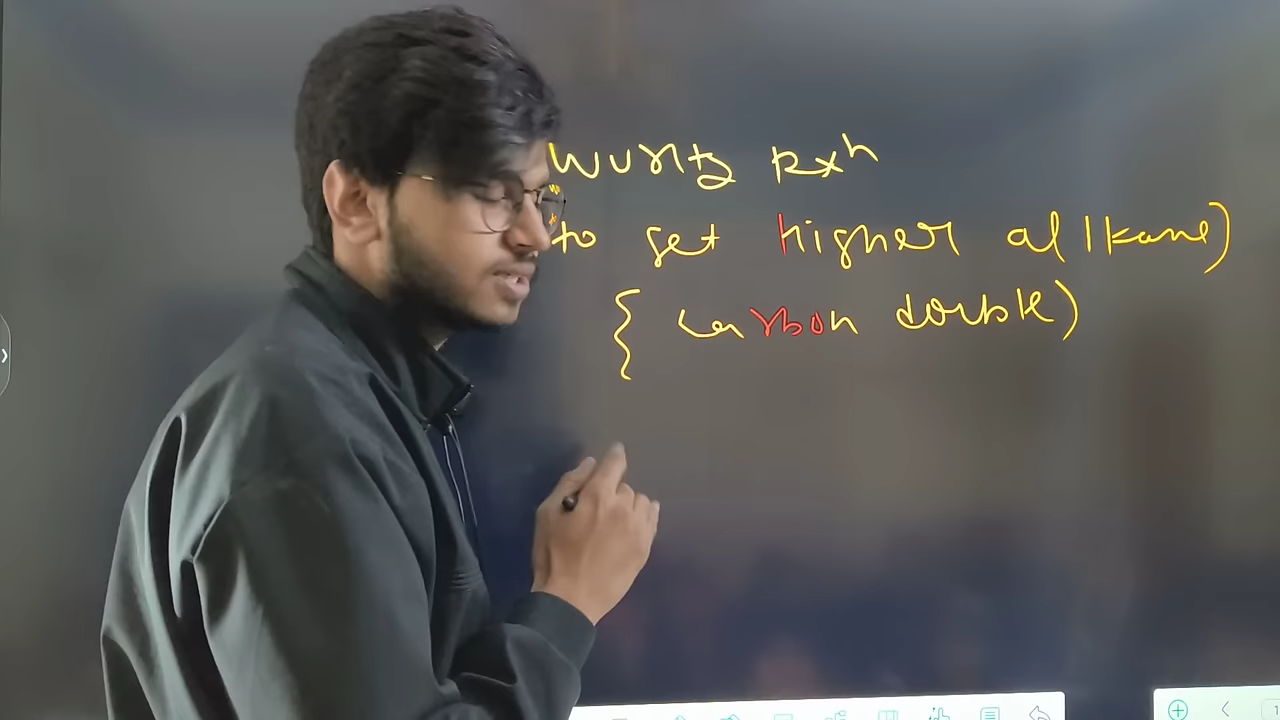 wurtz Rxn
to get higher alkane)
{ carbon double)